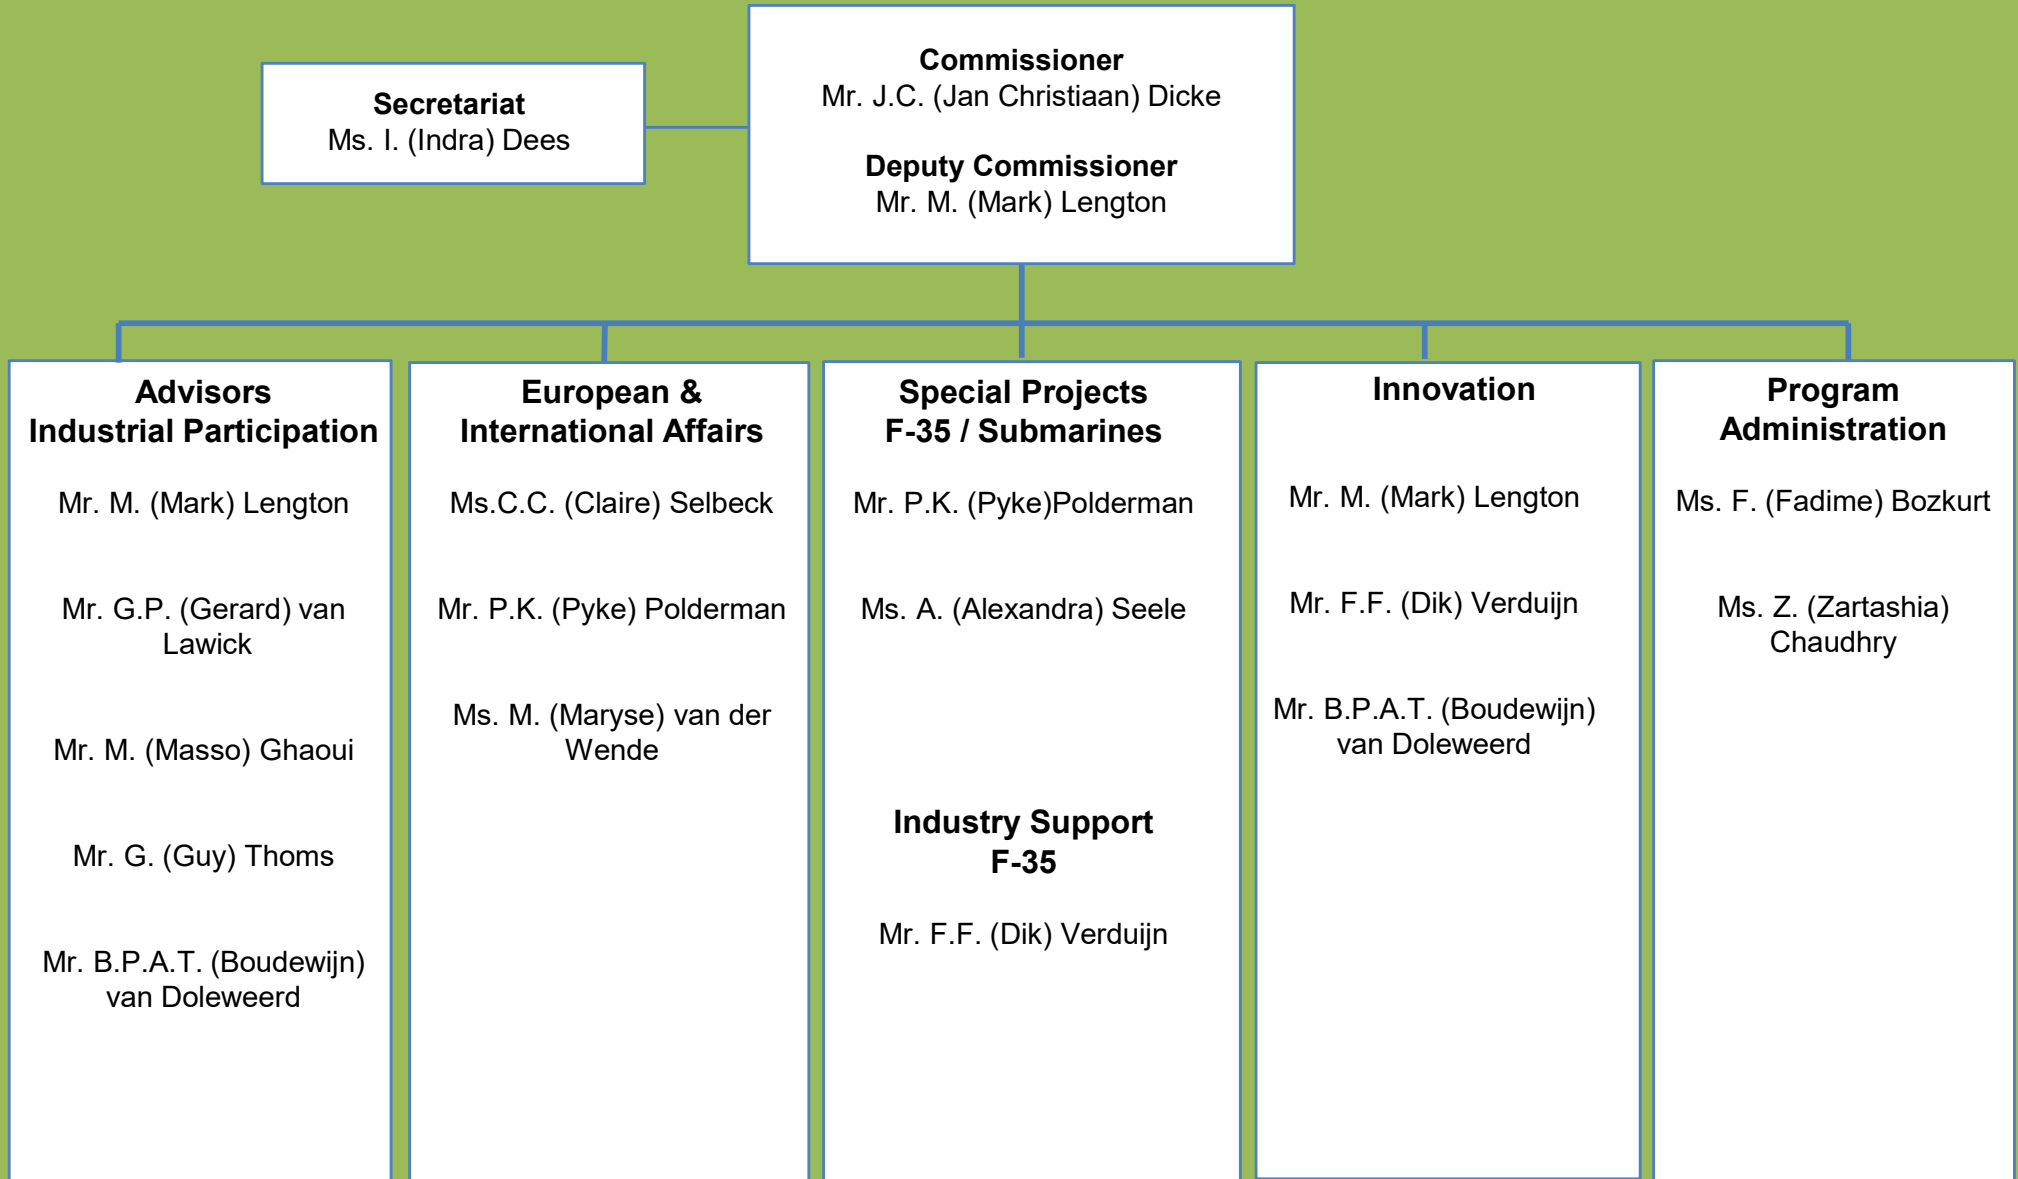 Secretariat
Ms. I. (Indra) Dees
Commissioner
Mr. J.C. (Jan Christiaan) Dicke
Deputy Commissioner
Mr. M. (Mark) Lengton
Advisors
Industrial Participation
Mr. M. (Mark) Lengton
Mr. G.P. (Gerard) van
Lawick
Mr. M. (Masso) Ghaoui
Mr. G. (Guy) Thoms
Mr. B.P.A.T. (Boudewijn)
van Doleweerd
European &
International Affairs
Ms.C.C. (Claire) Selbeck
Mr. P.K. (Pyke) Polderman
Ms. M. (Maryse) van der
Wende
Special Projects
F-35 / Submarines
Mr. P.K. (Pyke)Polderman
Ms. A. (Alexandra) Seele
Industry Support
F-35
Mr. F.F. (Dik) Verduijn
Innovation
Mr. M. (Mark) Lengton
Mr. F.F. (Dik) Verduijn
Mr. B.P.A.T. (Boudewijn)
van Doleweerd
Program
Administration
Ms. F. (Fadime) Bozkurt
Ms. Z. (Zartashia)
Chaudhry